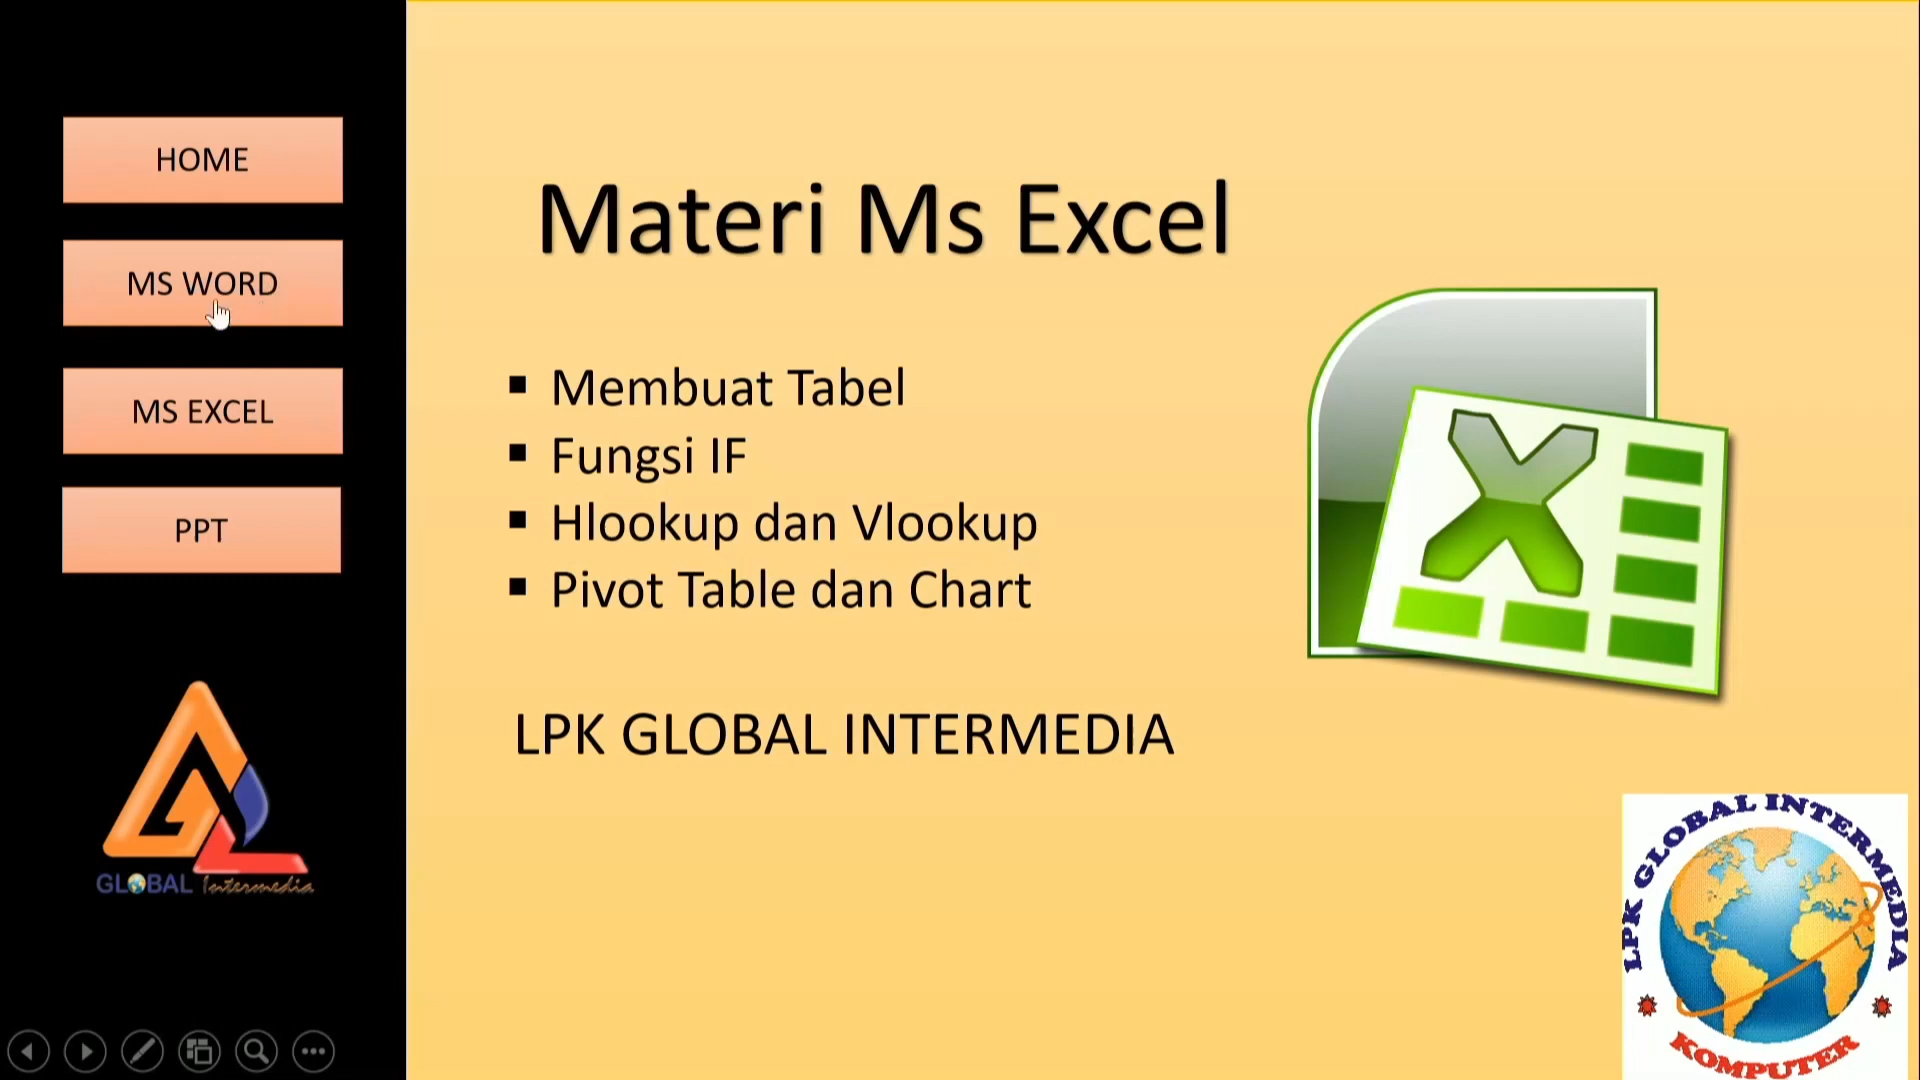 HOME
MS WORD
MS EXCEL
PPT
GLOBAL Intermedia
Materi Ms Excel
▪ Membuat Tabel
▪ Fungsi IF
▪ Hlookup dan Vlookup
▪ Pivot Table dan Chart
LPK GLOBAL INTERMEDIA
LPK GLOBAL INTERMEDIA
KOMPUTER